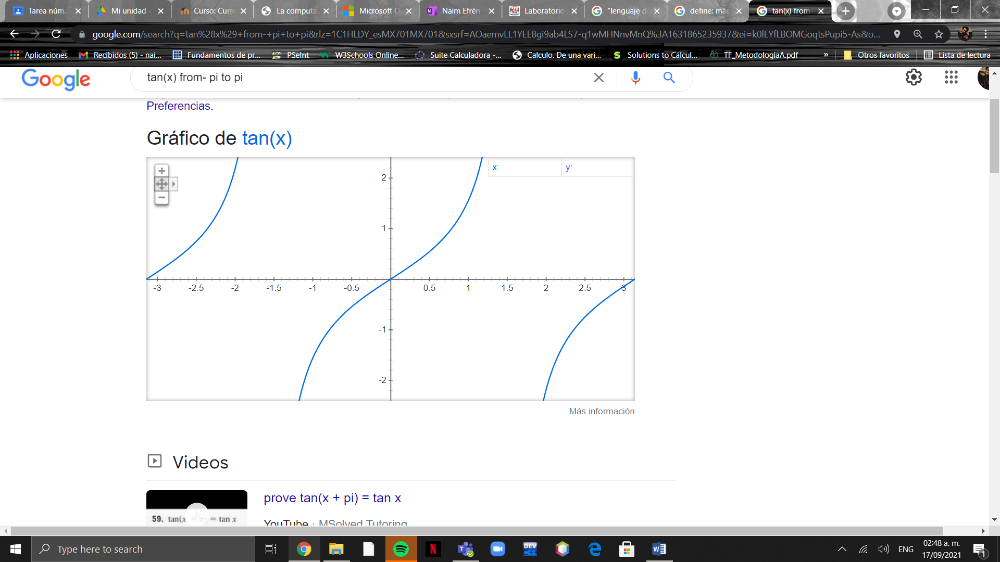 Tarea núm.
Mi unidad -
Curso: Curs
La computa
Microsoft O
Naim Efrén
Laboratorio
"lenguaje d
define: mác
tan(x) from
google.com/search?q=tan%28x%29+from-+pi+to+pi&rlz=1C1HLDY_esMX701MX701&sxsrf=AOaemvLL1YEE8gi9ab4LS7-q1wMHNnvMnQ%3A1631865235937&ei=k0lEYfLBOMGoqtsPupi5-As&o...
Aplicaciones
Recibidos (5) - nai...
Fundamentos de pr...
PSeInt
W3Schools Online...
Suite Calculadora -...
Calculo. De una vari...
Solutions to Cálcul...
TF_MetodologiaA.pdf
»
Otros favoritos
Lista de lectura
Google
tan(x) from- pi to pi
Preferencias.
Gráfico de tan(x)
x:
y:
2
1
-3 -2.5 -2 -1.5 -1 -0.5 0.5 1 1.5 2 2.5 3
-1
-2
Más información
Videos
prove tan(x + pi) = tan x
59. tan(x + π) = tan x
YouTube · MSolved Tutoring
Type here to search
DEV
ENG
02:48 a. m.
17/09/2021
1